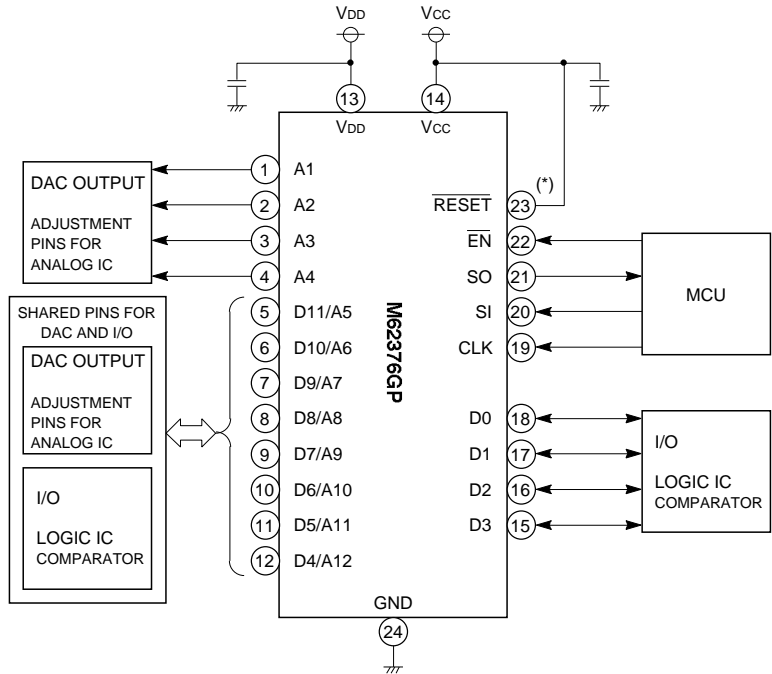 VDD
VCC
13
14
VDD
VCC
DAC OUTPUT
ADJUSTMENT
PINS FOR
ANALOG IC
1 A1
2 A2
3 A3
4 A4
SHARED PINS FOR
DAC AND I/O
DAC OUTPUT
ADJUSTMENT
PINS FOR
ANALOG IC
I/O
LOGIC IC
COMPARATOR
5 D11/A5
6 D10/A6
7 D9/A7
8 D8/A8
9 D7/A9
10 D6/A10
11 D5/A11
12 D4/A12
M62376GP
RESET 23 (*)
EN 22
SO 21
SI 20
CLK 19
MCU
D0 18
D1 17
D2 16
D3 15
I/O
LOGIC IC
COMPARATOR
GND
24